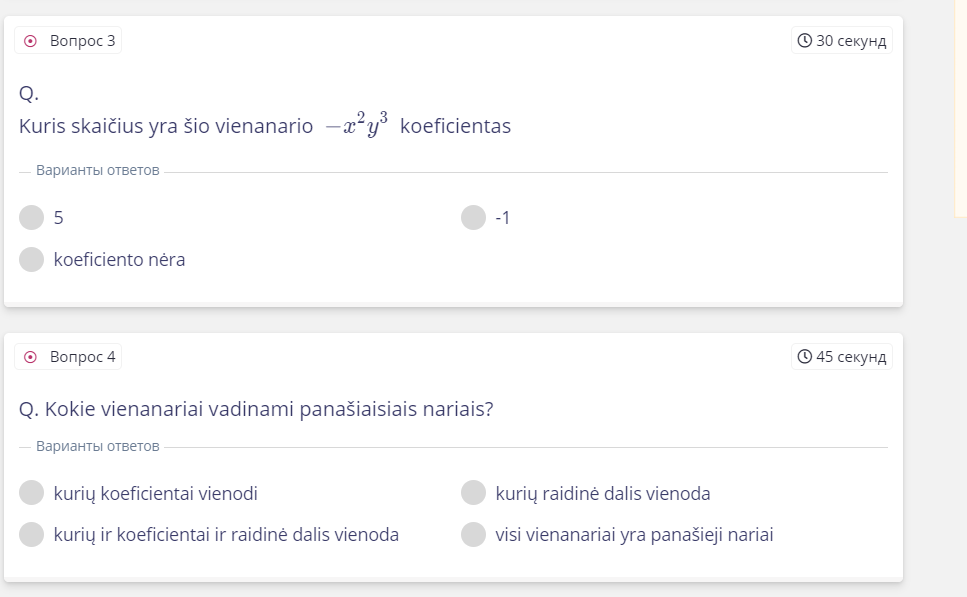 Вопрос 3
30 секунд
Q.
Kuris skaičius yra šio vienanario −x²y³ koeficientas
Варианты ответов
5
-1
koeficiento nėra
Вопрос 4
45 секунд
Q. Kokie vienanariai vadinami panašiaisiais nariais?
Варианты ответов
kurių koeficientai vienodi
kurių raidinė dalis vienoda
kurių ir koeficientai ir raidinė dalis vienoda
visi vienanariai yra panašieji nariai